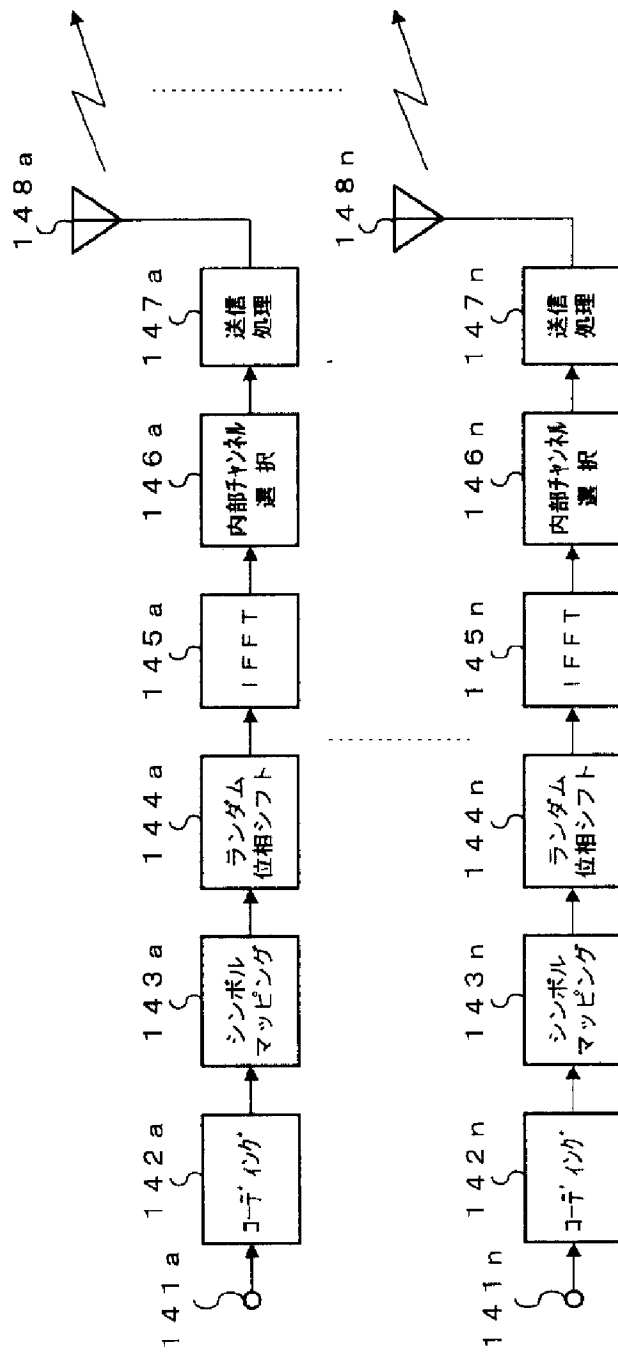 141a
142a
コーディング
143a
シンボル
マッピング
144a
ランダム
位相シフト
145a
IFFT
146a
内部チャンネル
選択
147a
送信
処理
148a
141n
142n
コーディング
143n
シンボル
マッピング
144n
ランダム
位相シフト
145n
IFFT
146n
内部チャンネル
選択
147n
送信
処理
148n